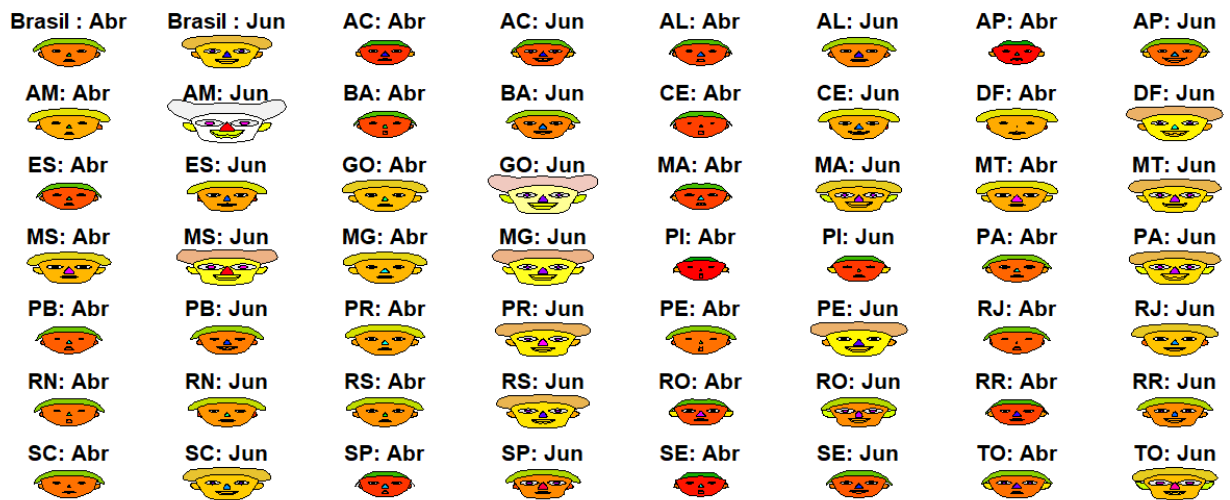 Brasil : Abr Brasil : Jun AC: Abr AC: Jun AL: Abr AL: Jun AP: Abr AP: Jun
AM: Abr AM: Jun BA: Abr BA: Jun CE: Abr CE: Jun DF: Abr DF: Jun
ES: Abr ES: Jun GO: Abr GO: Jun MA: Abr MA: Jun MT: Abr MT: Jun
MS: Abr MS: Jun MG: Abr MG: Jun PI: Abr PI: Jun PA: Abr PA: Jun
PB: Abr PB: Jun PR: Abr PR: Jun PE: Abr PE: Jun RJ: Abr RJ: Jun
RN: Abr RN: Jun RS: Abr RS: Jun RO: Abr RO: Jun RR: Abr RR: Jun
SC: Abr SC: Jun SP: Abr SP: Jun SE: Abr SE: Jun TO: Abr TO: Jun